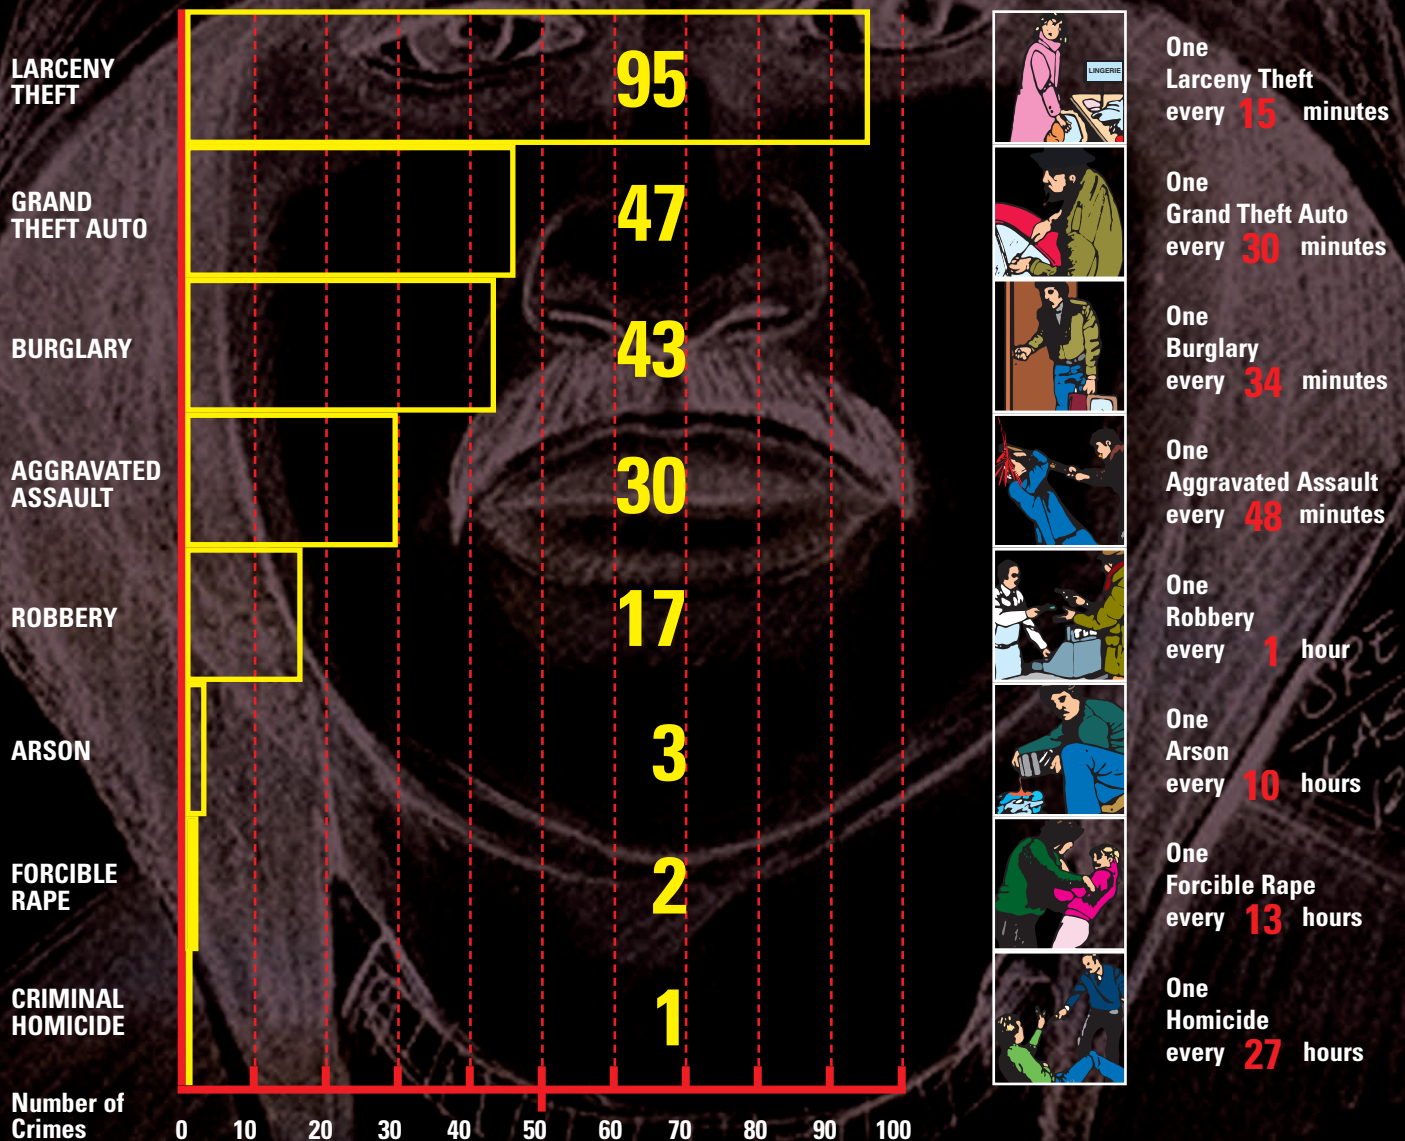 LARCENY
THEFT
95
LINGERIE
One
Larceny Theft
every 15 minutes
GRAND
THEFT AUTO
47
One
Grand Theft Auto
every 30 minutes
BURGLARY
43
One
Burglary
every 34 minutes
AGGRAVATED
ASSAULT
30
One
Aggravated Assault
every 48 minutes
ROBBERY
17
One
Robbery
every 1 hour
ARSON
3
One
Arson
every 10 hours
FORCIBLE
RAPE
2
One
Forcible Rape
every 13 hours
CRIMINAL
HOMICIDE
1
One
Homicide
every 27 hours
Number of
Crimes
0 10 20 30 40 50 60 70 80 90 100